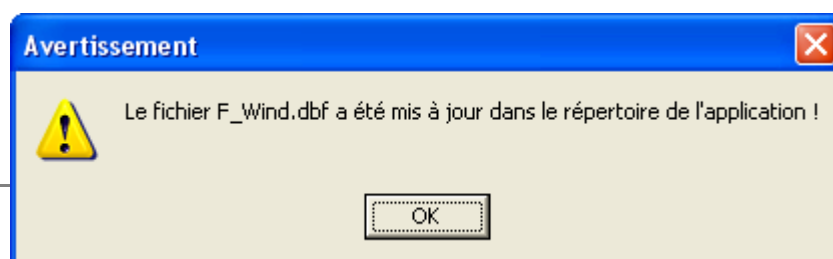 Avertissement
Le fichier F_Wind.dbf a été mis à jour dans le répertoire de l'application !
OK